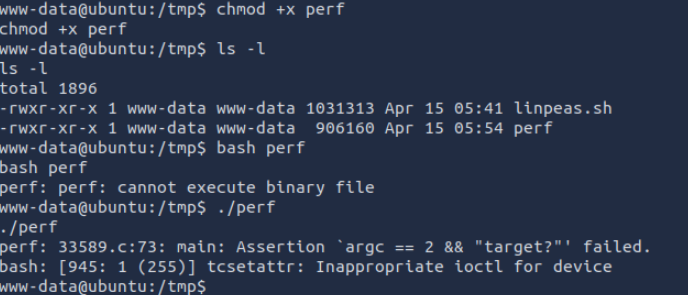 www-data@ubuntu:/tmp$ chmod +x perf
chmod +x perf
www-data@ubuntu:/tmp$ ls -l
ls -l
total 1896
-rwxr-xr-x 1 www-data www-data 1031313 Apr 15 05:41 linpeas.sh
-rwxr-xr-x 1 www-data www-data  906160 Apr 15 05:54 perf
www-data@ubuntu:/tmp$ bash perf
bash perf
perf: perf: cannot execute binary file
www-data@ubuntu:/tmp$ ./perf
./perf
perf: 33589.c:73: main: Assertion `argc == 2 && "target?"' failed.
bash: [945: 1 (255)] tcsetattr: Inappropriate ioctl for device
www-data@ubuntu:/tmp$